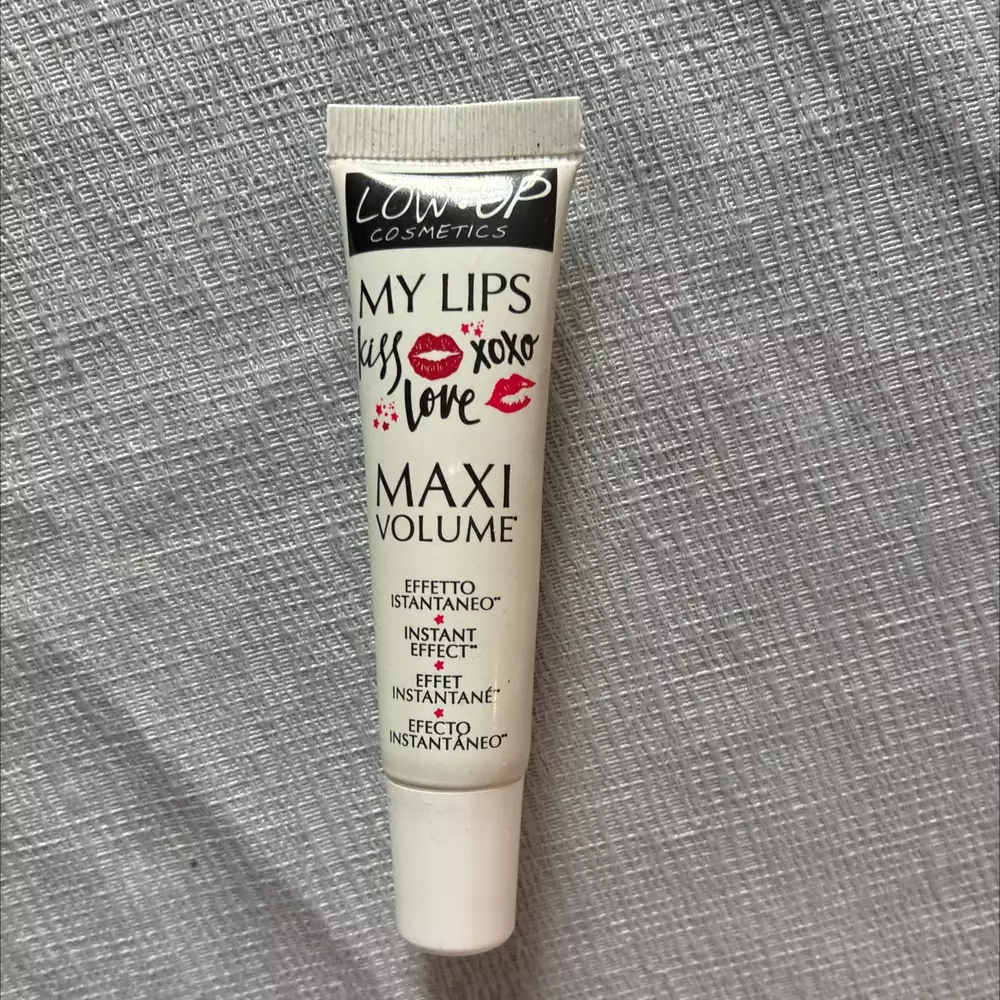 LOW·UP
COSMETICS
MY LIPS
kiss xoxo
love
MAXI
VOLUME*
EFFETTO
ISTANTANEO**
INSTANT
EFFECT**
EFFET
INSTANTANÉ**
EFECTO
INSTANTÁNEO**